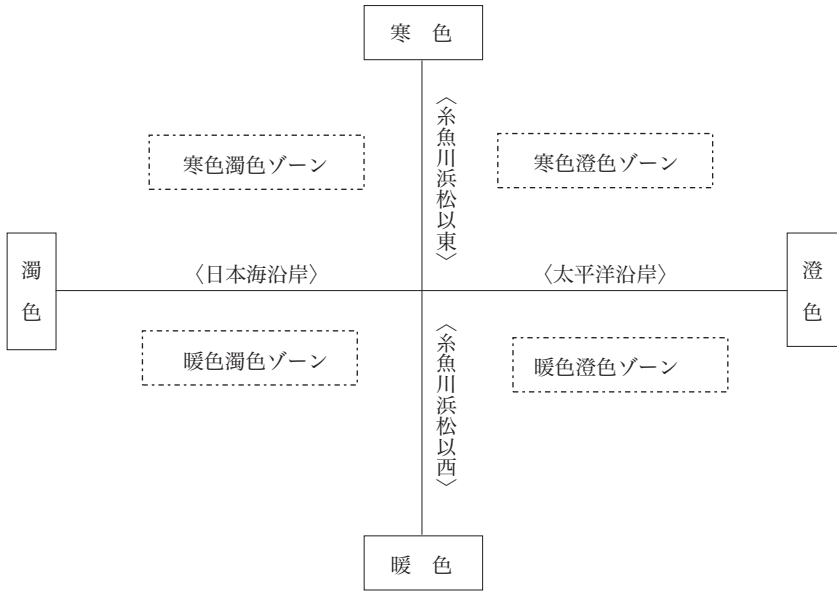 寒 色
〈糸魚川浜松以東〉
寒色濁色ゾーン
寒色澄色ゾーン
濁色
〈日本海沿岸〉
〈太平洋沿岸〉
澄色
暖色濁色ゾーン
〈糸魚川浜松以西〉
暖色澄色ゾーン
暖 色